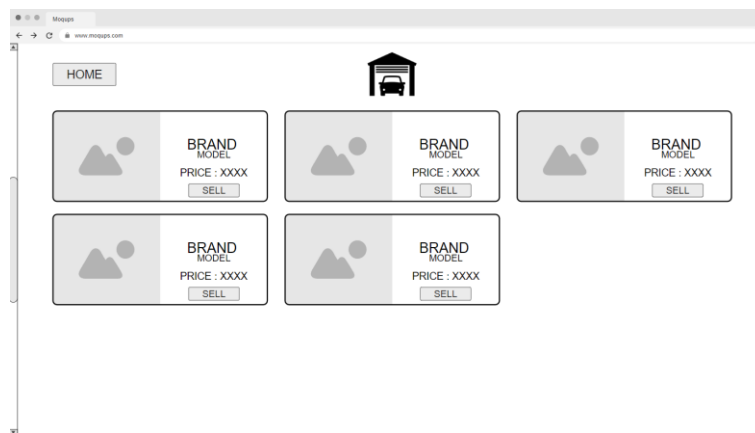 Moqups
www.moqups.com
HOME
BRAND
MODEL
PRICE : XXXX
SELL
BRAND
MODEL
PRICE : XXXX
SELL
BRAND
MODEL
PRICE : XXXX
SELL
BRAND
MODEL
PRICE : XXXX
SELL
BRAND
MODEL
PRICE : XXXX
SELL